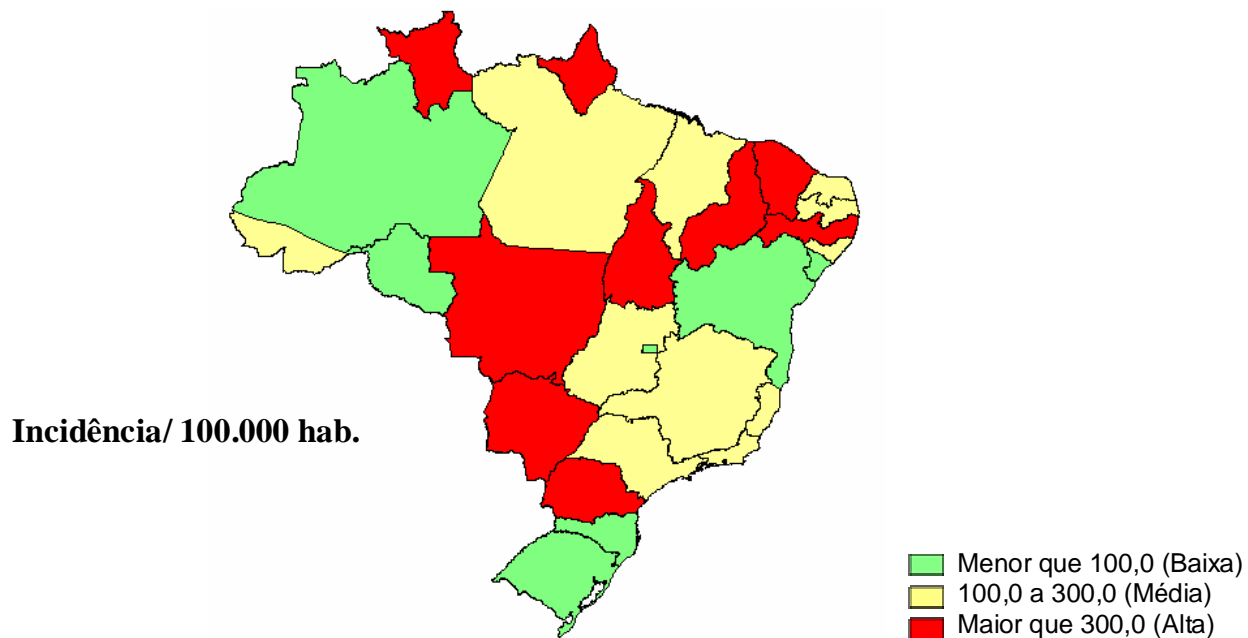 Incidência/ 100.000 hab.
Menor que 100,0 (Baixa)
100,0 a 300,0 (Média)
Maior que 300,0 (Alta)